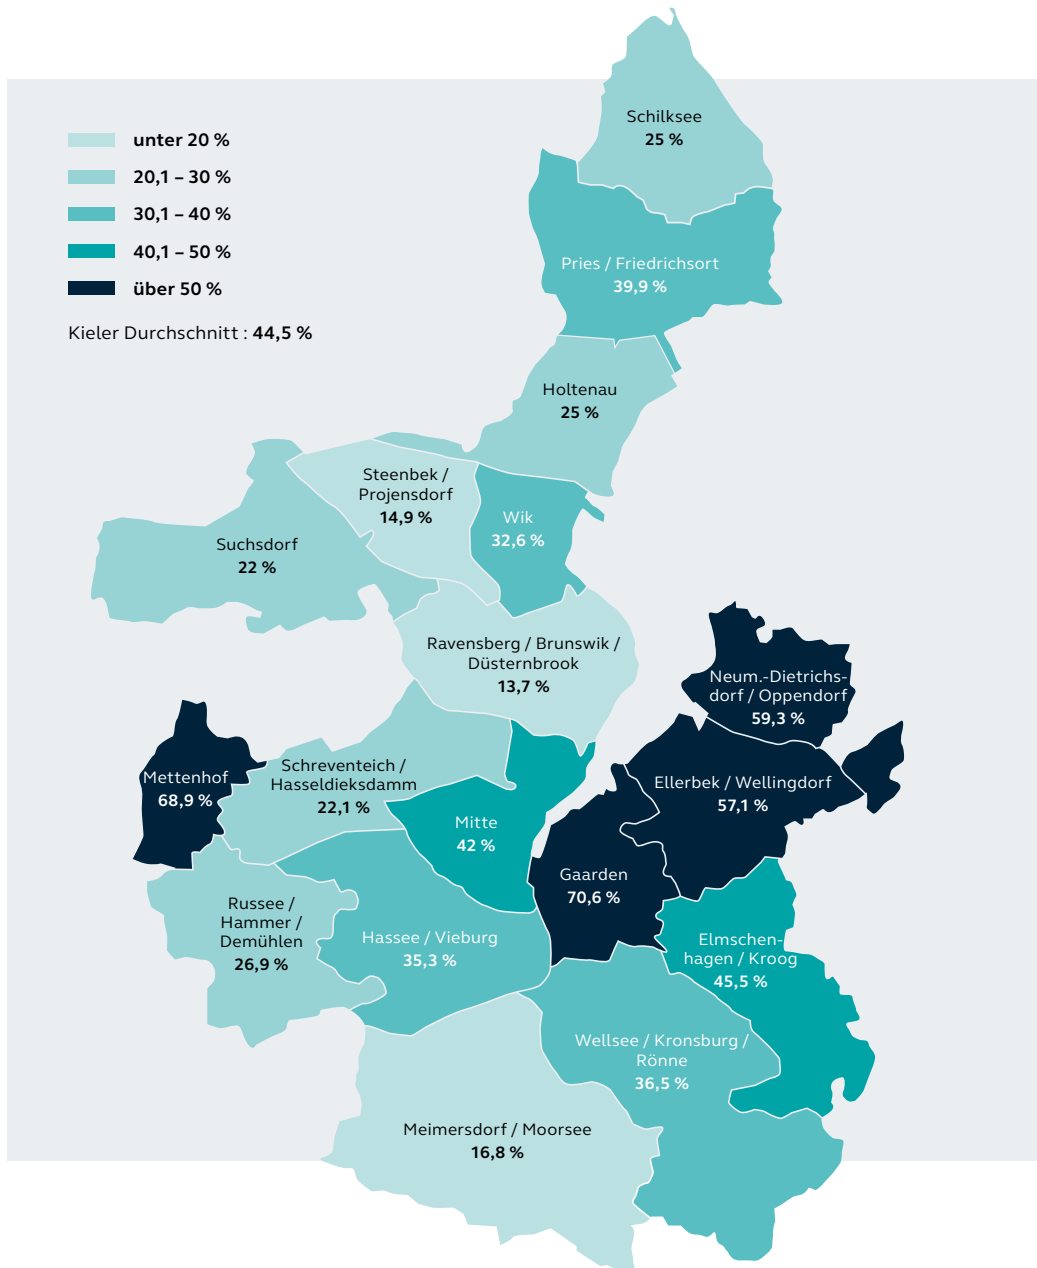 unter 20 %
20,1 – 30 %
30,1 – 40 %
40,1 – 50 %
über 50 %
Kieler Durchschnitt : 44,5 %
Schilksee
25 %
Pries / Friedrichsort
39,9 %
Holtenau
25 %
Steenbek /
Projensdorf
14,9 %
Wik
32,6 %
Suchsdorf
22 %
Ravensberg / Brunswik /
Düsternbrook
13,7 %
Neum.-Dietrichs-
dorf / Oppendorf
59,3 %
Mettenhof
68,9 %
Schreventeich /
Hasseldieksdamm
22,1 %
Ellerbek / Wellingdorf
57,1 %
Mitte
42 %
Gaarden
70,6 %
Russee /
Hammer /
Demühlen
26,9 %
Hassee / Vieburg
35,3 %
Elmschen-
hagen / Kroog
45,5 %
Wellsee / Kronsburg /
Rönne
36,5 %
Meimersdorf / Moorsee
16,8 %